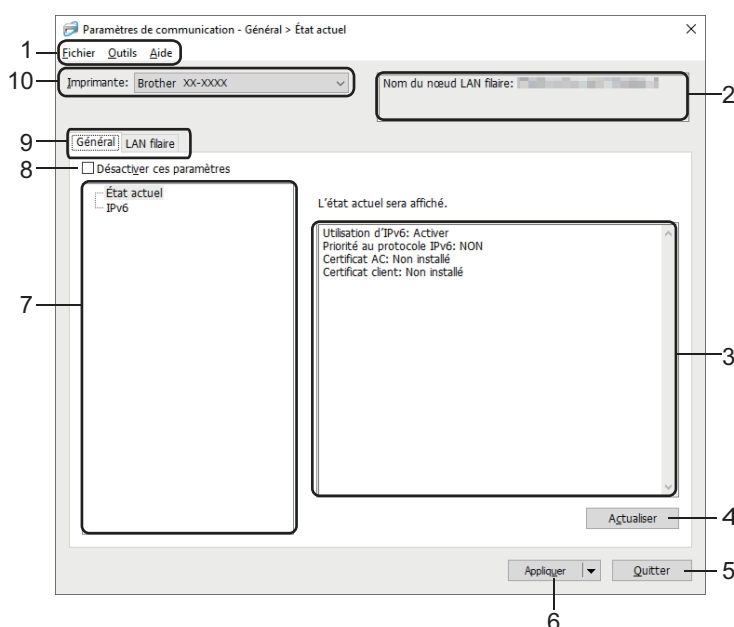 Paramètres de communication - Général > État actuel
1
Fichier Outils Aide
10
Imprimante: Brother XX-XXXX
Nom du nœud LAN filaire:
2
9
Général LAN filaire
8
Désactiver ces paramètres
État actuel
IPv6
7
L'état actuel sera affiché.
Utilisation d'IPv6: Activer
Priorité au protocole IPv6: NON
Certificat AC: Non installé
Certificat client: Non installé
3
Actualiser
4
Appliquer
Quitter
5
6